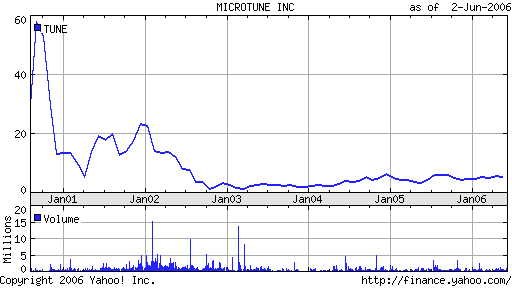 MICROTUNE INC as of 2-Jun-2006
60
TUNE
40
20
0
Jan01 Jan02 Jan03 Jan04 Jan05 Jan06
20
Volume
15
10
5
0
Millions
Copyright 2006 Yahoo! Inc. http://finance.yahoo.com/